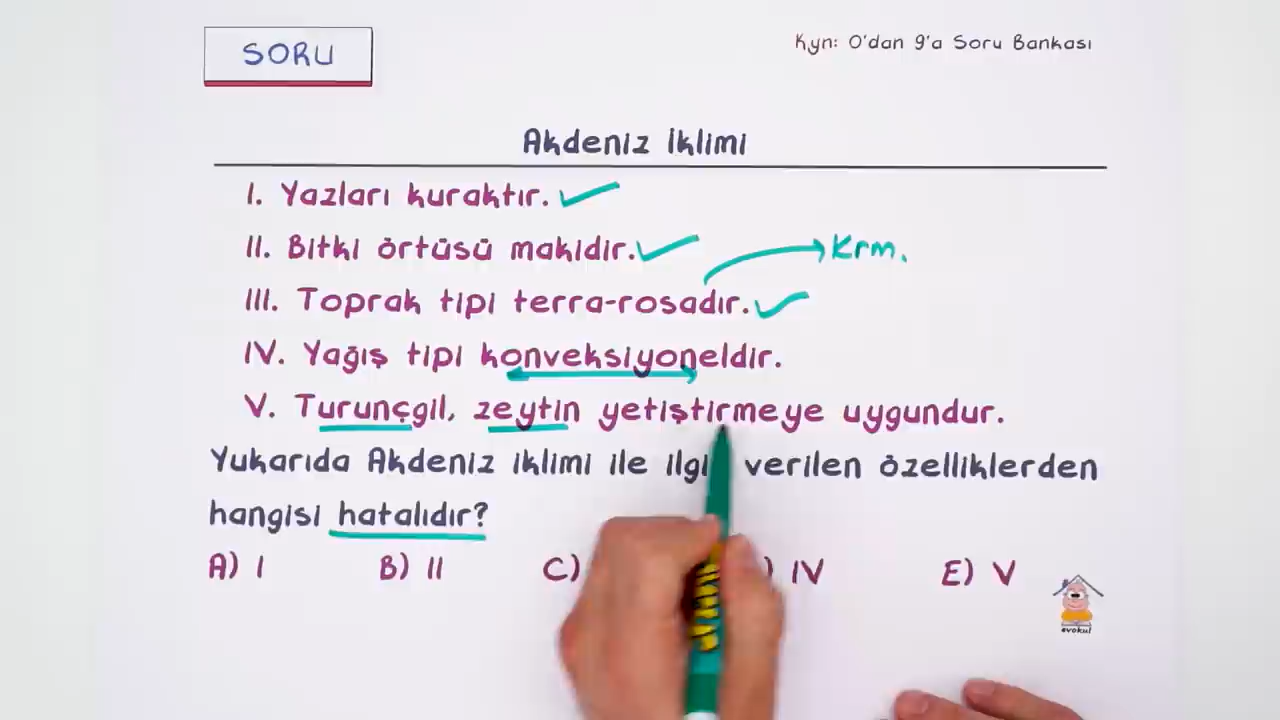 SORU
Kyn: 0'dan 9'a Soru Bankası
Akdeniz İklimi
I. Yazları kuraktır.
II. Bitki örtüsü makidir.
Krm.
III. Toprak tipi terra-rosadır.
IV. Yağış tipi konveksiyoneldir.
V. Turunçgil, zeytin yetiştirmeye uygundur.
Yukarıda Akdeniz iklimi ile verilen özelliklerden
hangisi hatalıdır?
A) I B) II C) ) IV E) V
evokul